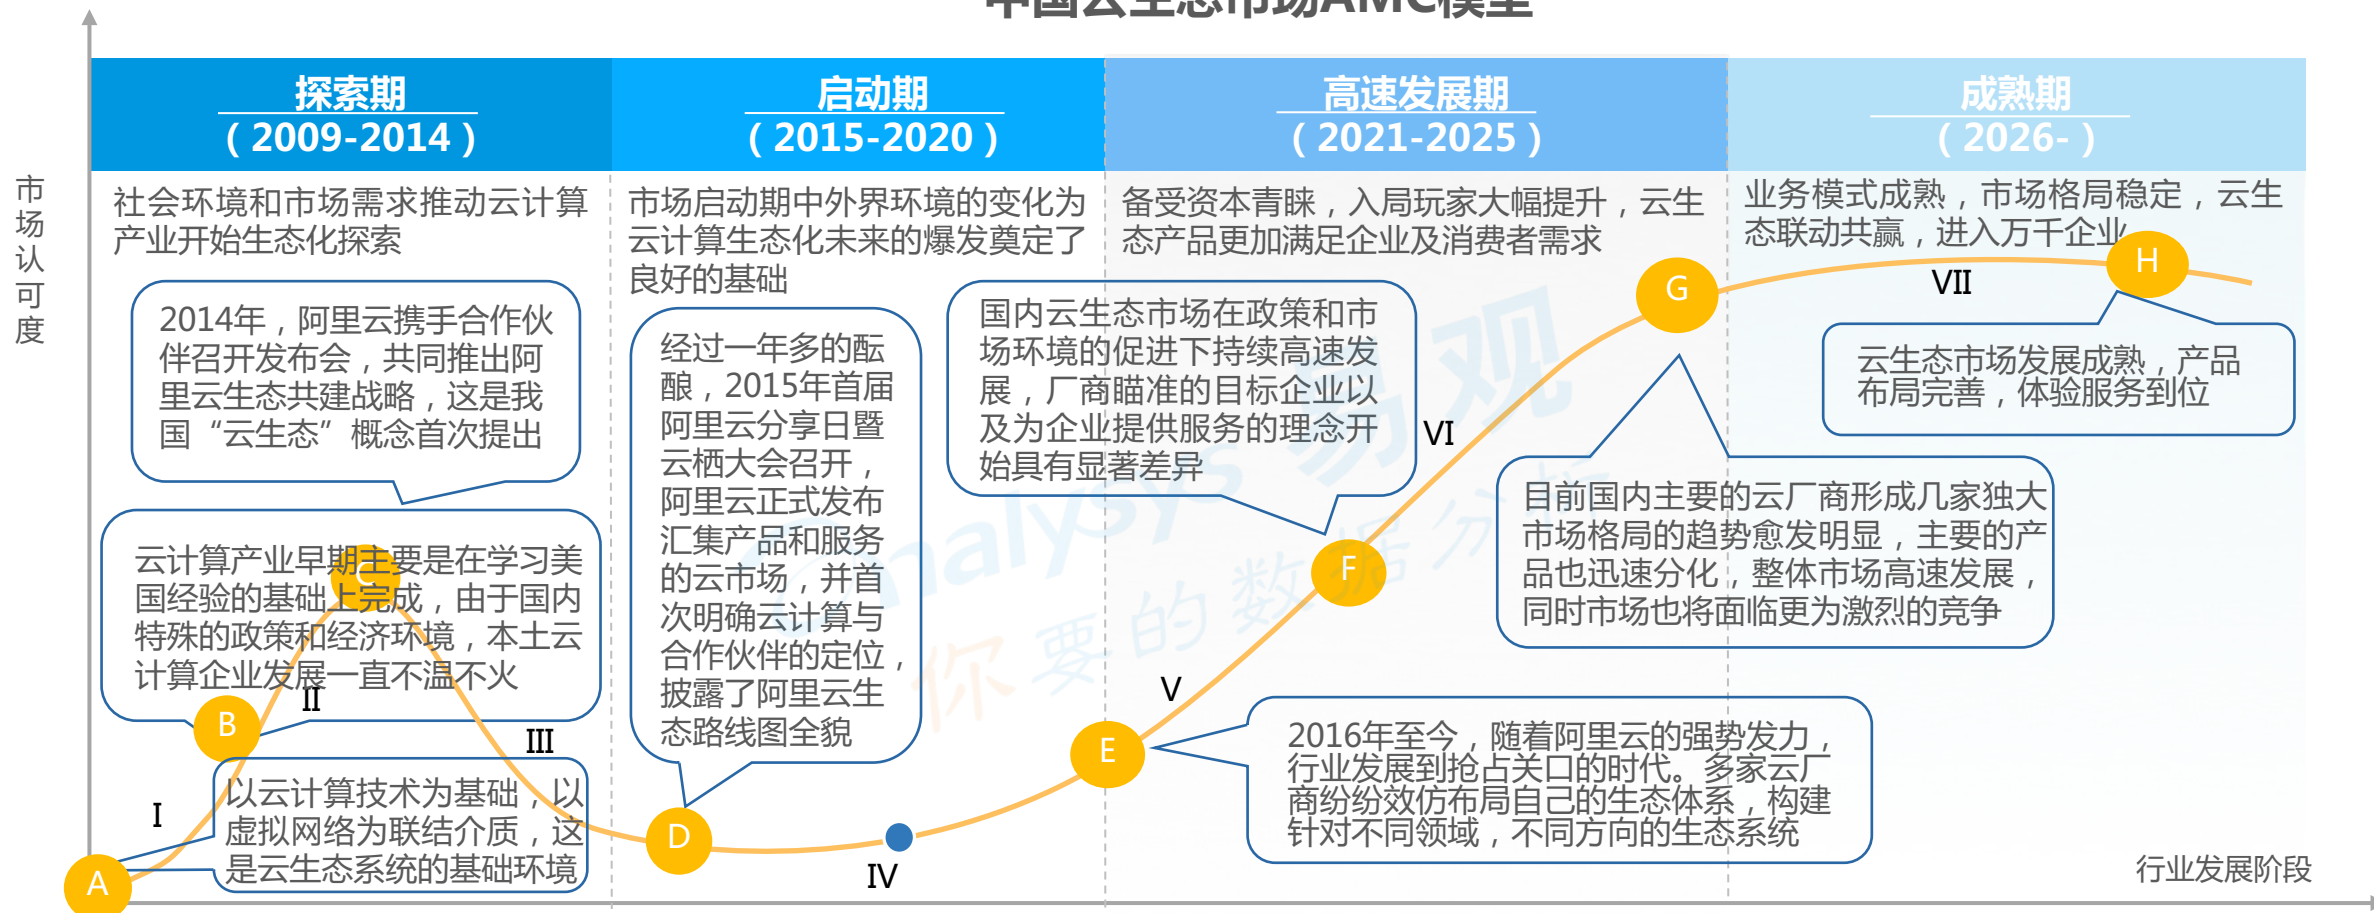 中国云生态市场AMC模型
探索期
（2009-2014）
启动期
（2015-2020）
高速发展期
（2021-2025）
成熟期
（2026-）
市场认可度
社会环境和市场需求推动云计算
产业开始生态化探索
市场启动期中外界环境的变化为
云计算生态化未来的爆发奠定了
良好的基础
备受资本青睐，入局玩家大幅提升，云生
态产品更加满足企业及消费者需求
业务模式成熟，市场格局稳定，云生
态联动共赢，进入万千企业
2014年，阿里云携手合作伙
伴召开发布会，共同推出阿
里云生态共建战略，这是我
国“云生态”概念首次提出
云计算产业早期主要是在学习美
国经验的基础上完成，由于国内
特殊的政策和经济环境，本土云
计算企业发展一直不温不火
以云计算技术为基础，以
虚拟网络为联结介质，这
是云生态系统的基础环境
经过一年多的酝
酿，2015年首届
阿里云分享日暨
云栖大会召开，
阿里云正式发布
汇集产品和服务
的云市场，并首
次明确云计算与
合作伙伴的定位，
披露了阿里云生
态路线图全貌
国内云生态市场在政策和市
场环境的促进下持续高速发
展，厂商瞄准的目标企业以
及为企业提供服务的理念开
始具有显著差异
目前国内主要的云厂商形成几家独大
市场格局的趋势愈发明显，主要的产
品也迅速分化，整体市场高速发展，
同时市场也将面临更为激烈的竞争
2016年至今，随着阿里云的强势发力，
行业发展到抢占关口的时代。多家云厂
商纷纷效仿布局自己的生态体系，构建
针对不同领域，不同方向的生态系统
云生态市场发展成熟，产品
布局完善，体验服务到位
A
B
C
D
E
F
G
H
I
II
III
IV
V
VI
VII
行业发展阶段
analysys 易观
你要的数据分析